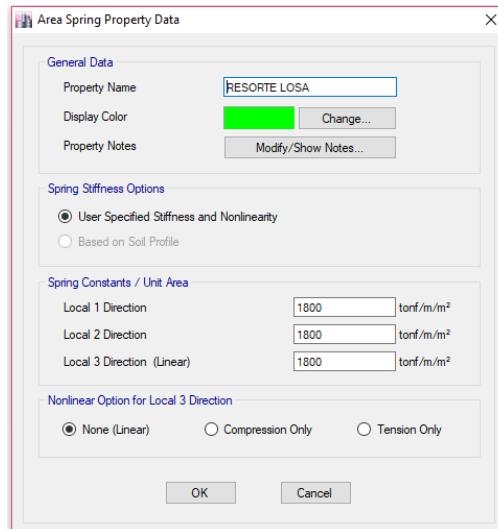 Area Spring Property Data
General Data
Property Name RESORTE LOSA
Display Color Change...
Property Notes Modify/Show Notes...
Spring Stiffness Options
User Specified Stiffness and Nonlinearity
Based on Soil Profile
Spring Constants / Unit Area
Local 1 Direction 1800 tonf/m/m²
Local 2 Direction 1800 tonf/m/m²
Local 3 Direction (Linear) 1800 tonf/m/m²
Nonlinear Option for Local 3 Direction
None (Linear) Compression Only Tension Only
OK Cancel